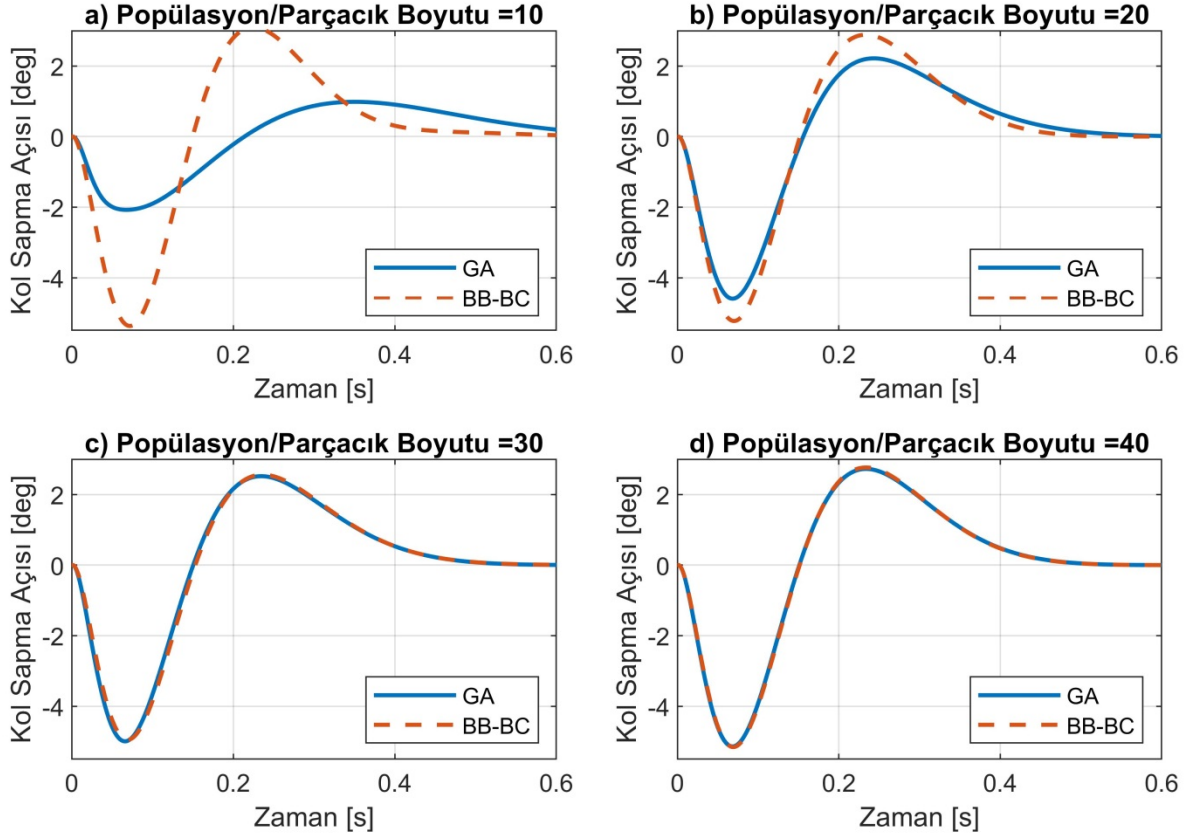 a) Popülasyon/Parçacık Boyutu =10
Kol Sapma Açısı [deg]
2
0
-2
-4
0
0.2
0.4
0.6
Zaman [s]
GA
BB-BC
b) Popülasyon/Parçacık Boyutu =20
Kol Sapma Açısı [deg]
2
0
-2
-4
0
0.2
0.4
0.6
Zaman [s]
GA
BB-BC
c) Popülasyon/Parçacık Boyutu =30
Kol Sapma Açısı [deg]
2
0
-2
-4
0
0.2
0.4
0.6
Zaman [s]
GA
BB-BC
d) Popülasyon/Parçacık Boyutu =40
Kol Sapma Açısı [deg]
2
0
-2
-4
0
0.2
0.4
0.6
Zaman [s]
GA
BB-BC